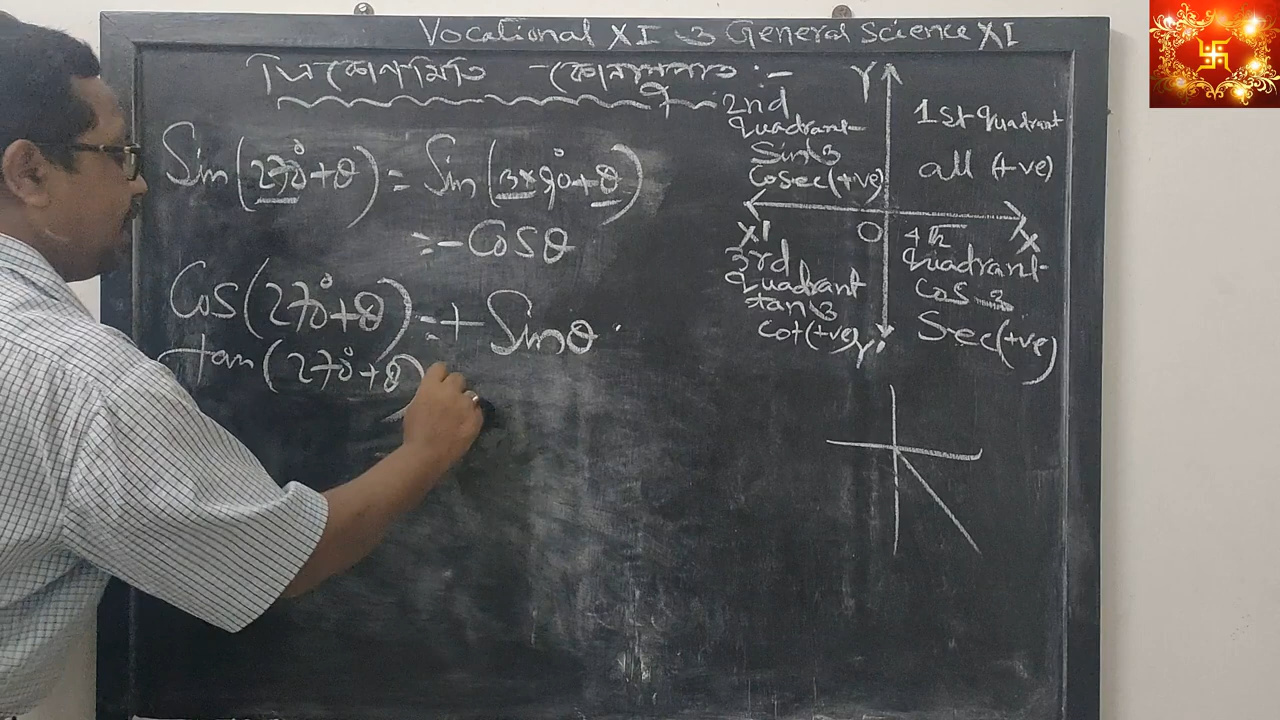 Vocational XI ও General Science XI
ত্রিকোণমিতি - কোনানুপাত :-
Sin(270°+θ) = Sin(3×90°+θ)
= - Cosθ
Cos(270°+θ) = + Sinθ
tan(270°+θ)
2nd
quadrant
Sin ও
Cosec(+ve)
Y
1st quadrant
all (+ve)
X'
O
X
3rd
quadrant
tan ও
Cot(+ve)
Y'
4th
quadrant
Cos ও
Sec(+ve)